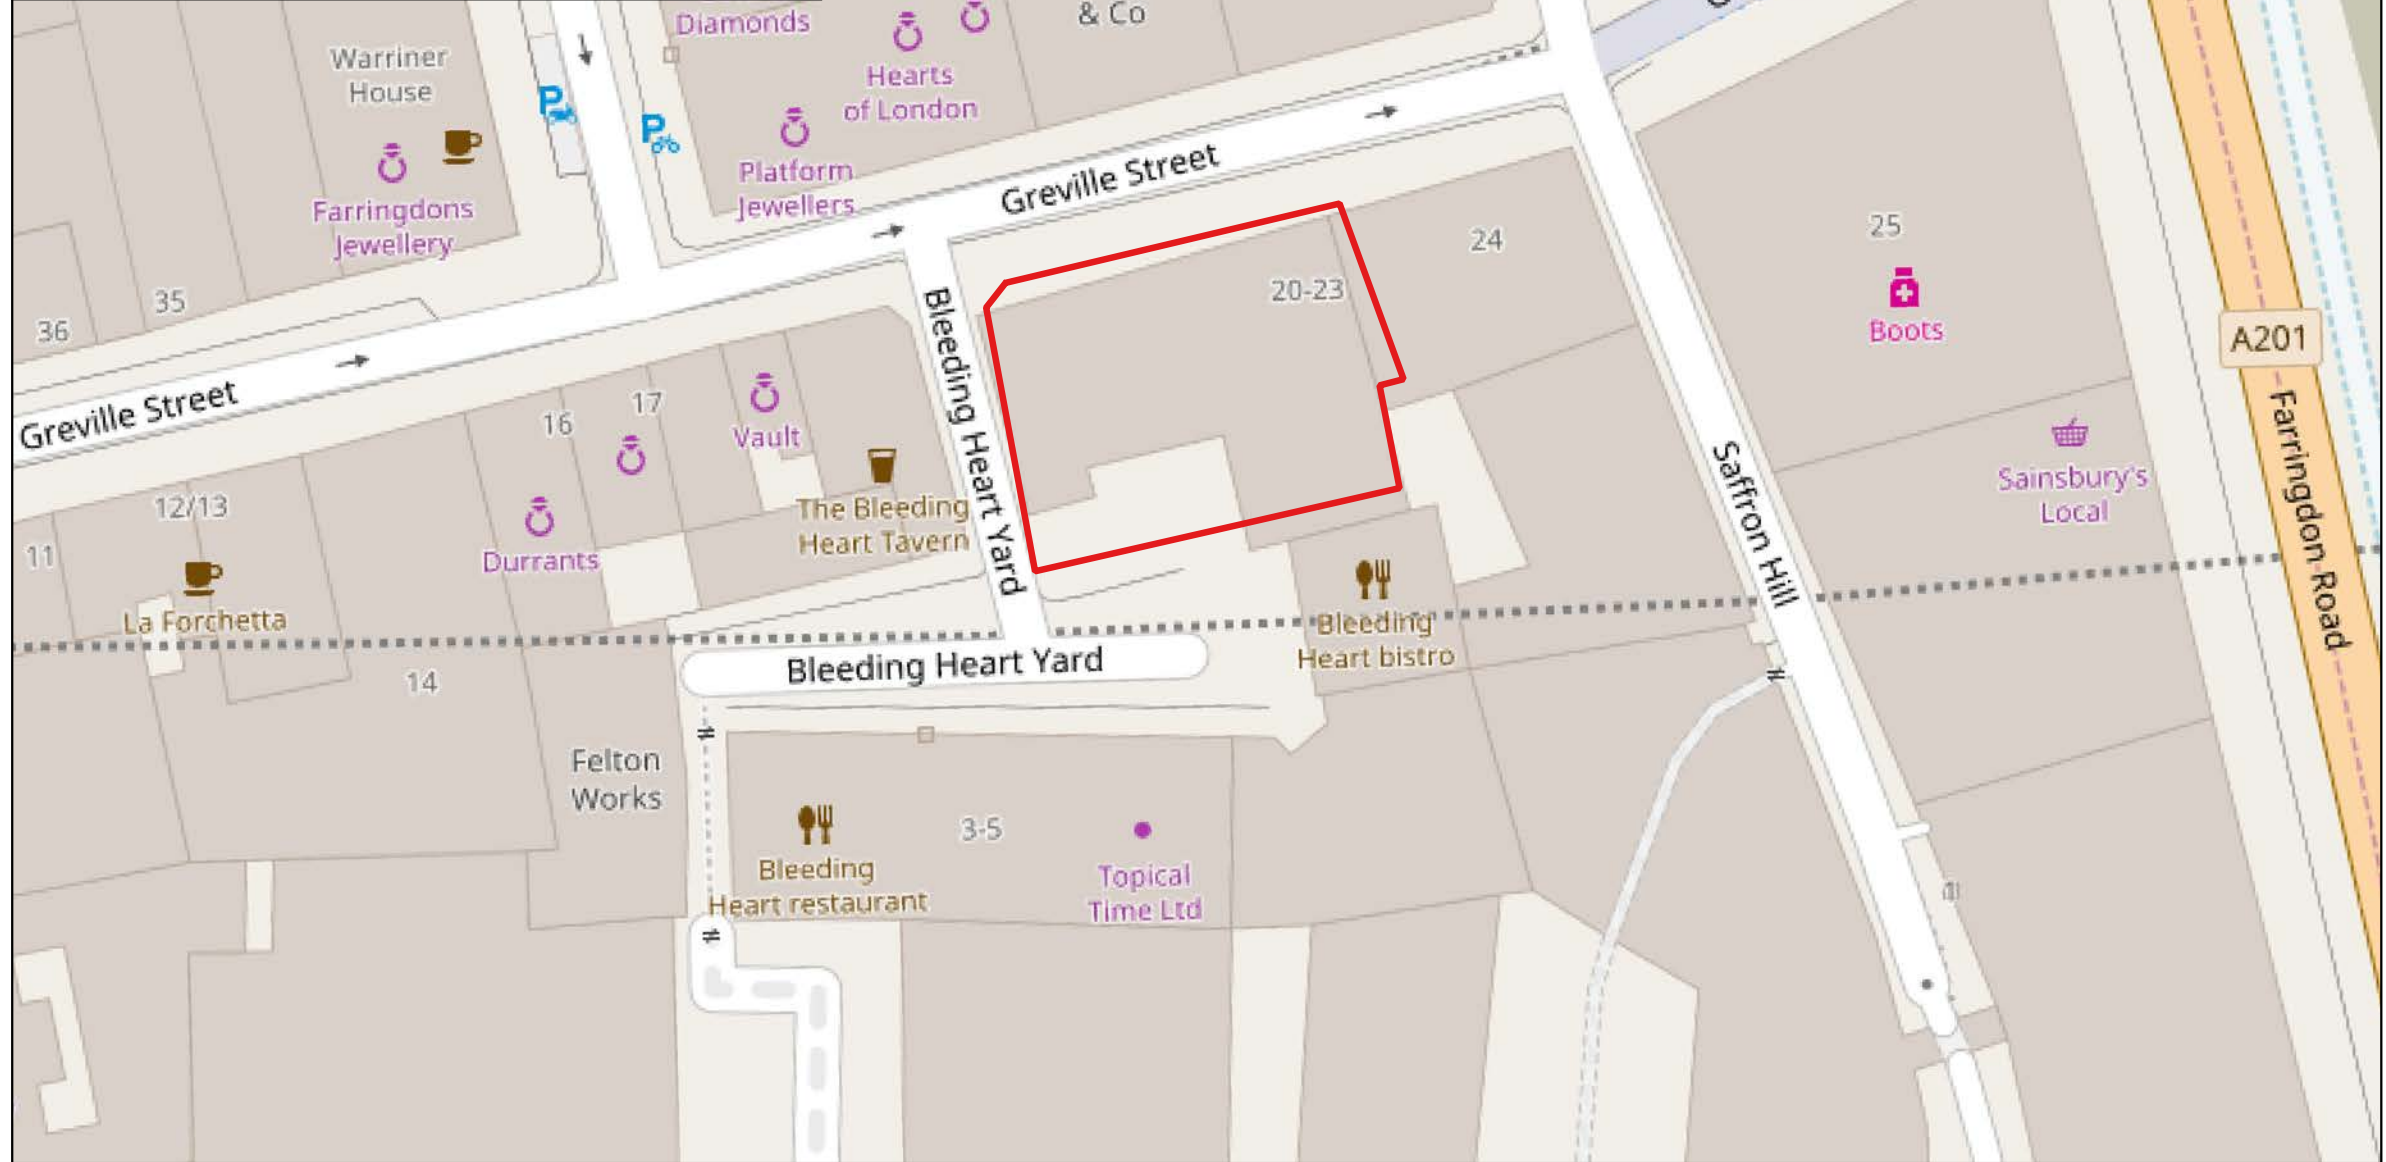 Diamonds
& Co
Warriner
House
P
P
Hearts
of London
Platform
Jewellers
Farringdons
Jewellery
Greville Street
25
Boots
24
20-23
35
36
A201
Greville Street
Bleeding Heart Yard
17
16
Vault
12/13
11
Durrants
La Forchetta
The Bleeding
Heart Tavern
Saffron Hill
Sainsbury's
Local
Farringdon Road
Bleeding
Heart bistro
Bleeding Heart Yard
14
Felton
Works
3-5
Bleeding
Heart restaurant
Topical
Time Ltd